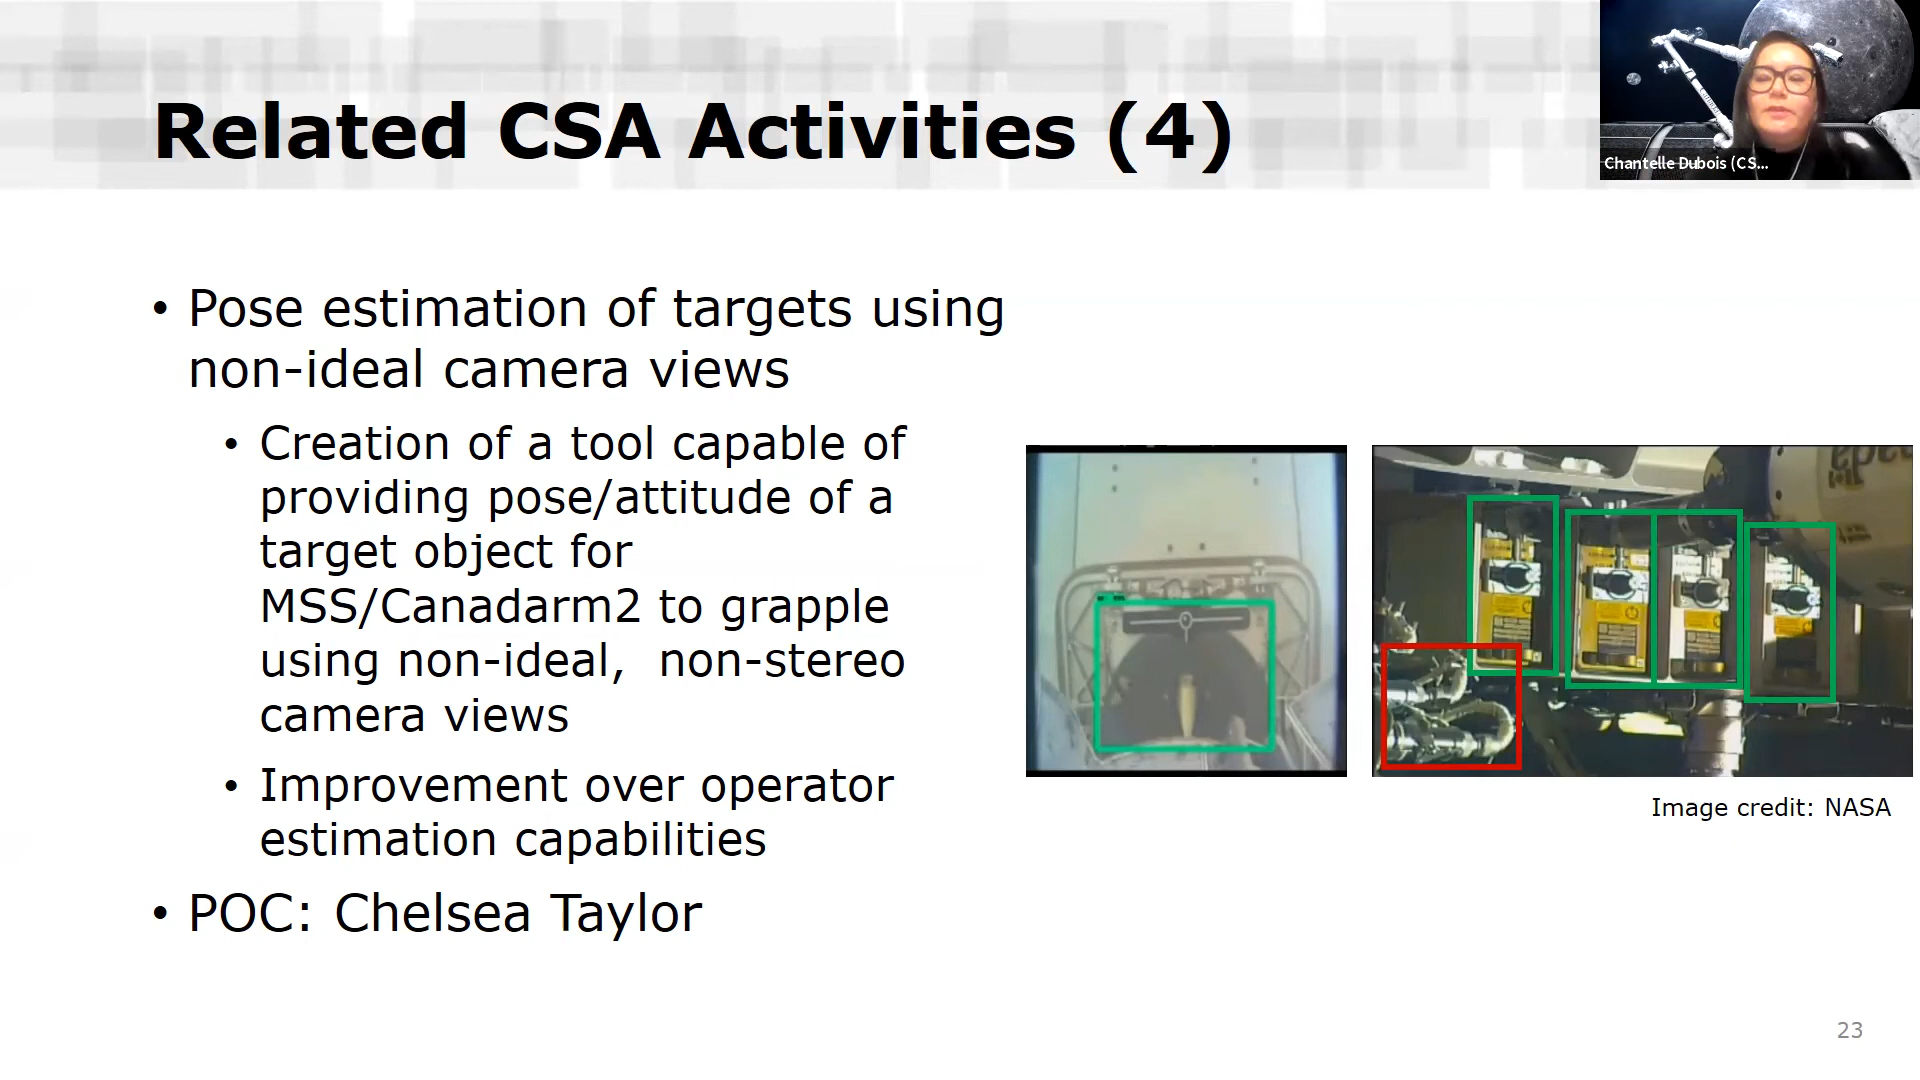 Related CSA Activities (4)
Chantelle Dubois (CS...
• Pose estimation of targets using
non-ideal camera views
• Creation of a tool capable of
providing pose/attitude of a
target object for
MSS/Canadarm2 to grapple
using non-ideal,  non-stereo
camera views
• Improvement over operator
estimation capabilities
• POC: Chelsea Taylor
Image credit: NASA
23